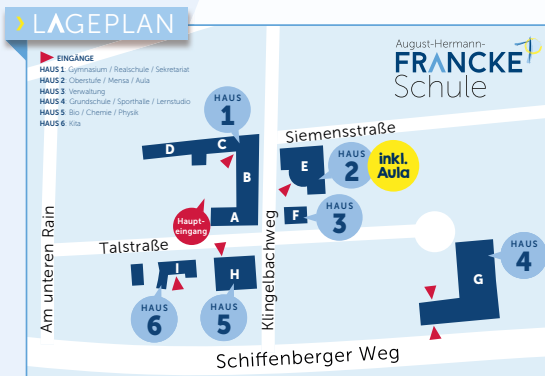 LAGEPLAN
August-Hermann-
FRANCKE
Schule
EINGÄNGE
HAUS 1: Gymnasium / Realschule / Sekretariat
HAUS 2: Oberstufe / Mensa / Aula
HAUS 3: Verwaltung
HAUS 4: Grundschule / Sporthalle / Lernstudio
HAUS 5: Bio / Chemie / Physik
HAUS 6: Kita
HAUS
1
Siemensstraße
D
C
B
A
E
HAUS
2
inkl.
Aula
F
HAUS
3
Haupt-
eingang
Talstraße
Am unteren Rain
Klingelbachweg
I
H
G
HAUS
4
HAUS
6
HAUS
5
Schiffenberger Weg